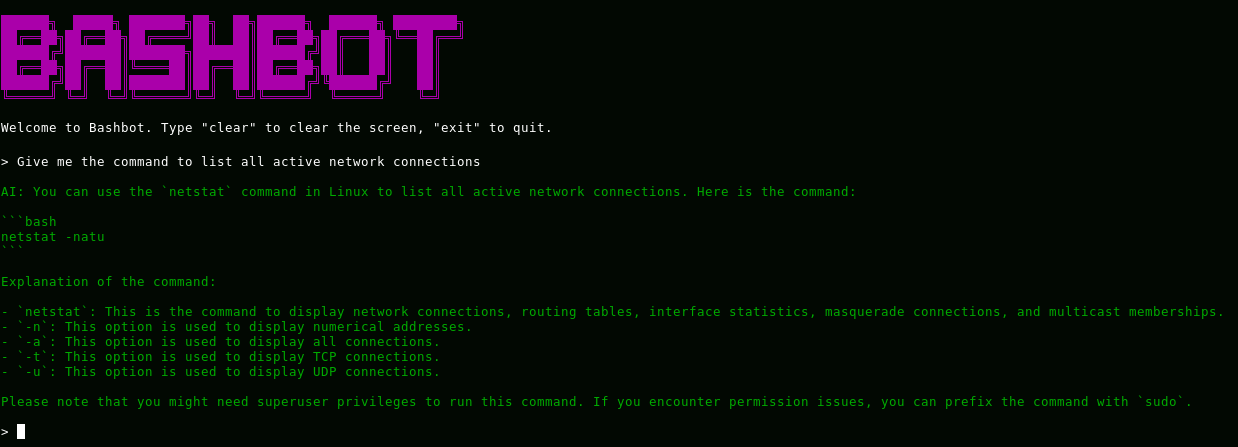 BASHBOT
Welcome to Bashbot. Type "clear" to clear the screen, "exit" to quit.
> Give me the command to list all active network connections
AI: You can use the `netstat` command in Linux to list all active network connections. Here is the command:
```bash
netstat -natu
```
Explanation of the command:
- `netstat`: This is the command to display network connections, routing tables, interface statistics, masquerade connections, and multicast memberships.
- `-n`: This option is used to display numerical addresses.
- `-a`: This option is used to display all connections.
- `-t`: This option is used to display TCP connections.
- `-u`: This option is used to display UDP connections.
Please note that you might need superuser privileges to run this command. If you encounter permission issues, you can prefix the command with `sudo`.
>